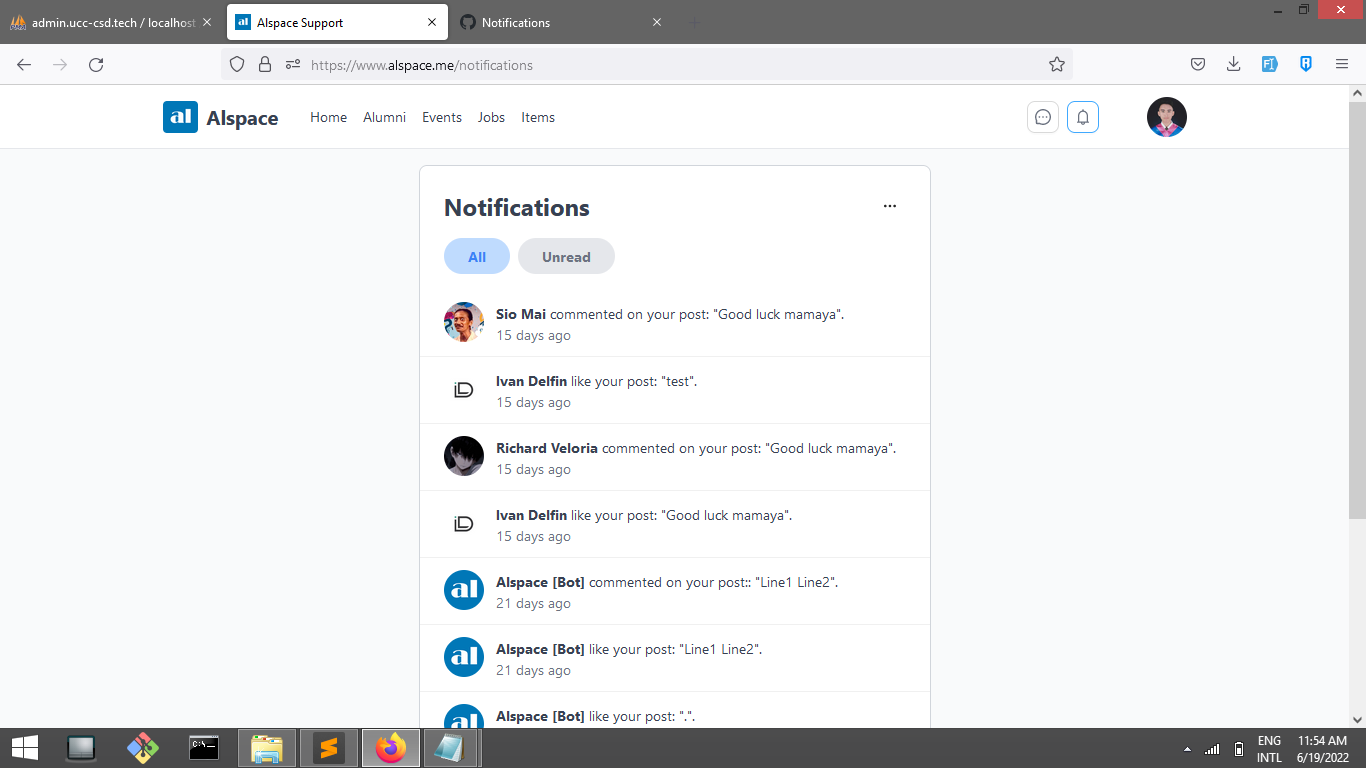 admin.ucc-csd.tech / localhost
Alspace Support
Notifications
https://www.alspace.me/notifications
al Alspace
Home Alumni Events Jobs Items
Notifications
All Unread
Sio Mai commented on your post: "Good luck mamaya".
15 days ago
iD
Ivan Delfin like your post: "test".
15 days ago
Richard Veloria commented on your post: "Good luck mamaya".
15 days ago
iD
Ivan Delfin like your post: "Good luck mamaya".
15 days ago
al
Alspace [Bot] commented on your post:: "Line1 Line2".
21 days ago
al
Alspace [Bot] like your post: "Line1 Line2".
21 days ago
al
Alspace [Bot] like your post: ".".
ENG 11:54 AM
INTL 6/19/2022